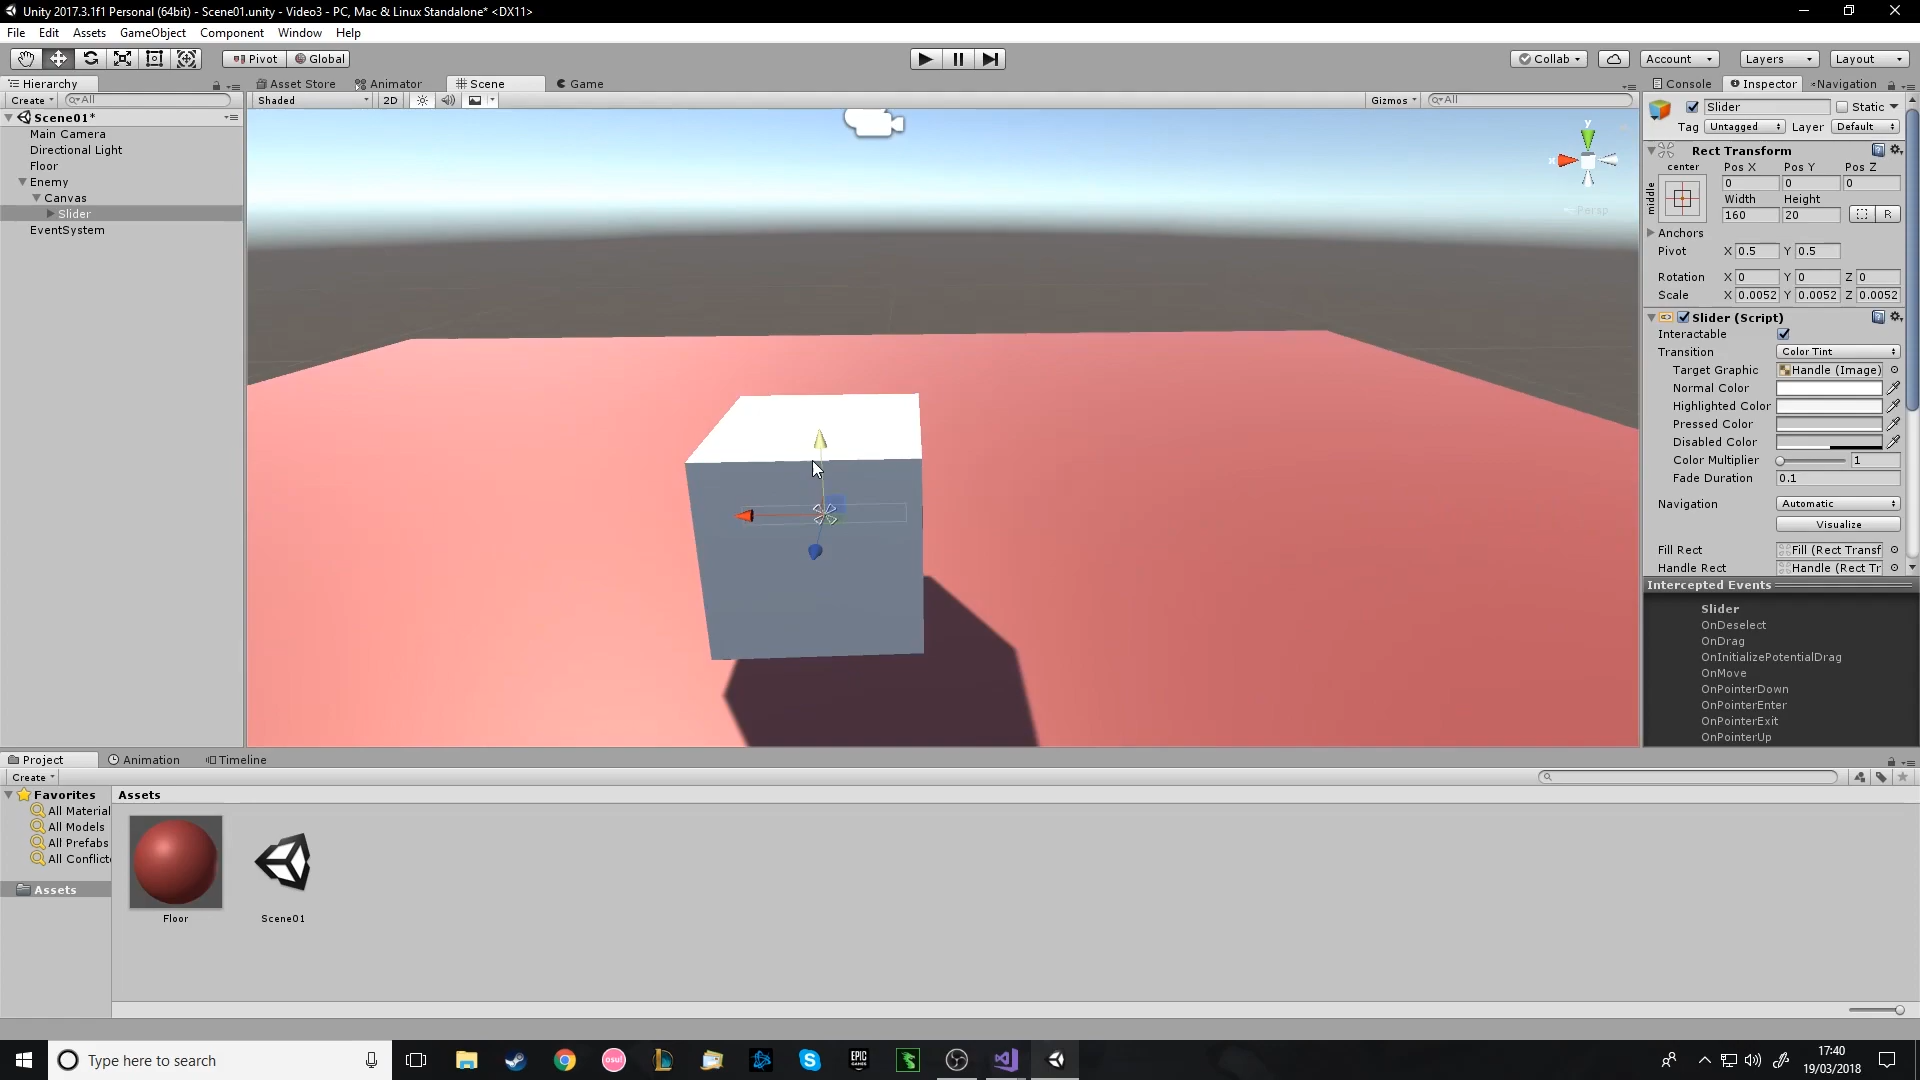 Unity 2017.3.1f1 Personal (64bit) - Scene01.unity - Video3 - PC, Mac & Linux Standalone* <DX11>
File Edit Assets GameObject Component Window Help
Pivot Global Collab Account Layers Layout
Hierarchy Asset Store Animator Scene Game Console Inspector Navigation
Create All Shaded 2D Gizmos All
Scene01*
Main Camera
Directional Light
Floor
Enemy
Canvas
Slider
EventSystem
y
x
Persp
Slider Static
Tag Untagged Layer Default
Rect Transform
center Pos X Pos Y Pos Z
middle
0 0 0
Width Height
160 20 R
Anchors
Pivot X 0.5 Y 0.5
Rotation X 0 Y 0 Z 0
Scale X 0.0052 Y 0.0052 Z 0.0052
Slider (Script)
Interactable
Transition Color Tint
Target Graphic Handle (Image)
Normal Color
Highlighted Color
Pressed Color
Disabled Color
Color Multiplier 1
Fade Duration 0.1
Navigation Automatic
Visualize
Fill Rect Fill (Rect Transf
Handle Rect Handle (Rect Tr
Intercepted Events
Slider
OnDeselect
OnDrag
OnInitializePotentialDrag
OnMove
OnPointerDown
OnPointerEnter
OnPointerExit
OnPointerUp
Project Animation Timeline
Create
Favorites
All Material
All Models
All Prefabs
All Conflict
Assets
Assets
Floor
Scene01
Type here to search
osu!
EPIC GAMES
17:40
19/03/2018